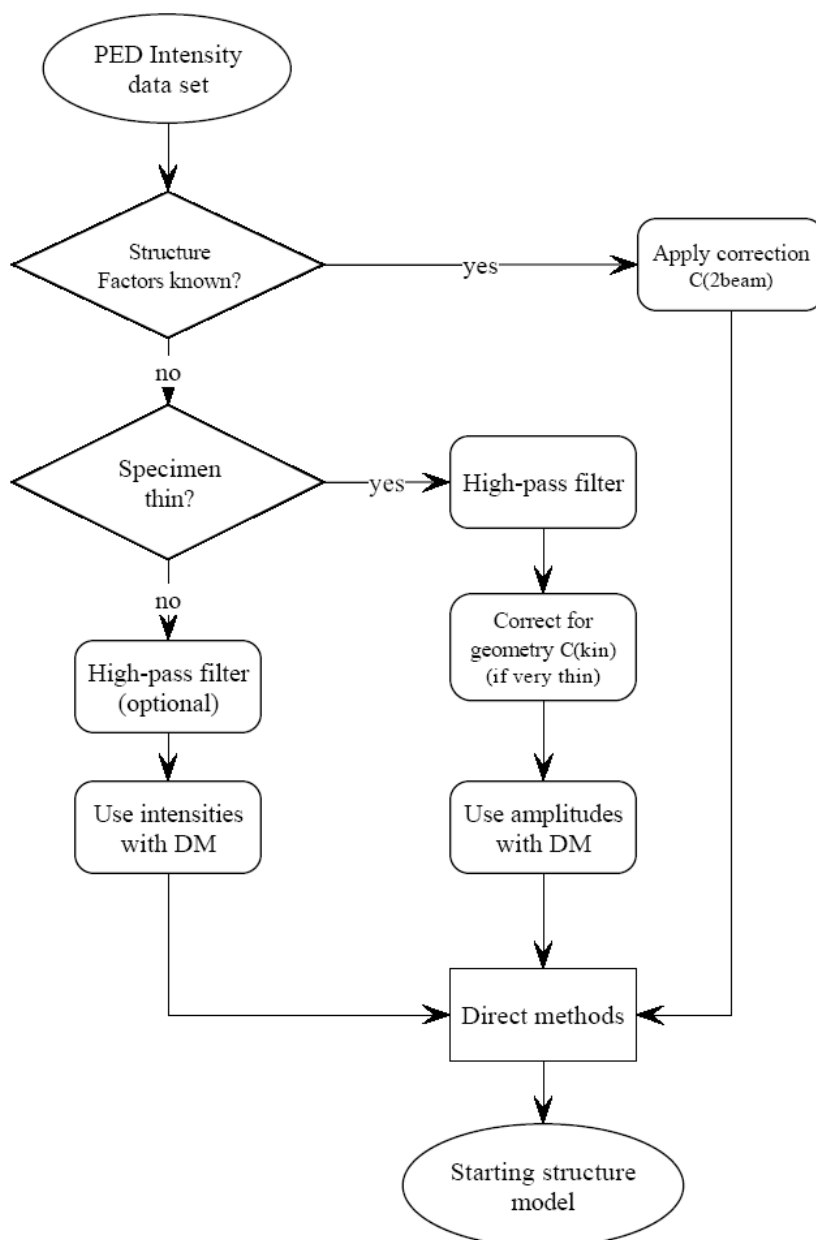 PED Intensity
data set
Structure
Factors known?
yes
Apply correction
C(2beam)
no
Specimen
thin?
yes
High-pass filter
no
Correct for
geometry C(kin)
(if very thin)
High-pass filter
(optional)
Use intensities
with DM
Use amplitudes
with DM
Direct methods
Starting structure
model